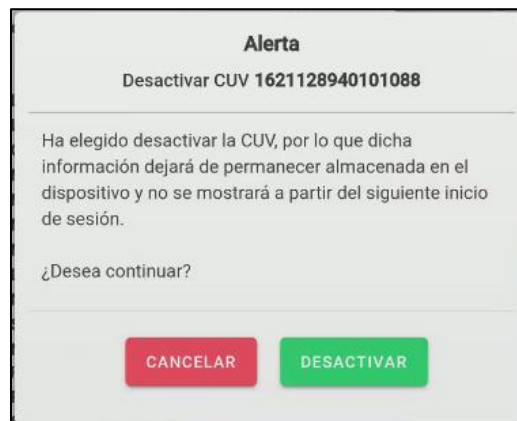 Alerta
Desactivar CUV 1621128940101088
Ha elegido desactivar la CUV, por lo que dicha
información dejará de permanecer almacenada en el
dispositivo y no se mostrará a partir del siguiente inicio
de sesión.
¿Desea continuar?
CANCELAR
DESACTIVAR